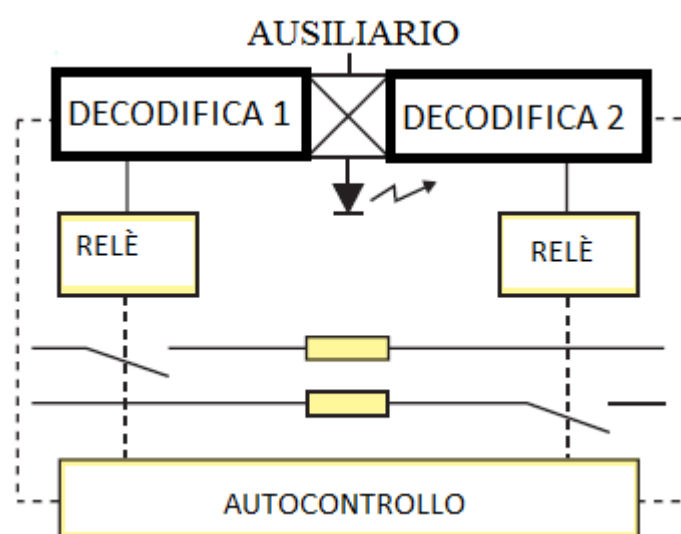 AUSILIARIO
DECODIFICA 1
DECODIFICA 2
RELÈ
RELÈ
AUTOCONTROLLO